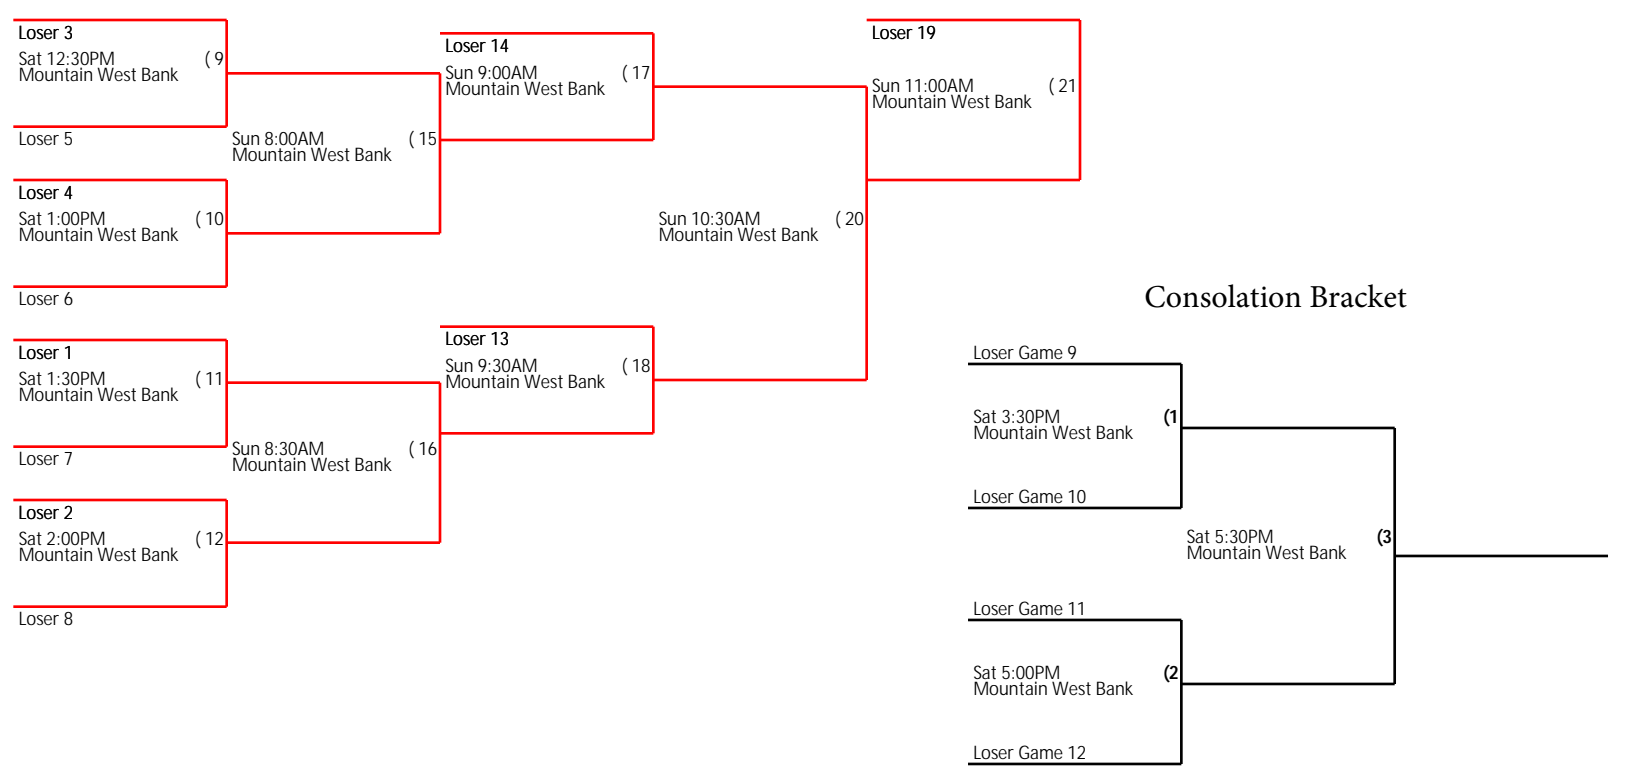 Loser 3
Sat 12:30PM
Mountain West Bank
( 9
Loser 5
Sun 8:00AM
Mountain West Bank
( 15
Loser 4
Sat 1:00PM
Mountain West Bank
( 10
Loser 6
Loser 1
Sat 1:30PM
Mountain West Bank
( 11
Loser 7
Sun 8:30AM
Mountain West Bank
( 16
Loser 2
Sat 2:00PM
Mountain West Bank
( 12
Loser 8
Loser 14
Sun 9:00AM
Mountain West Bank
( 17
Loser 13
Sun 9:30AM
Mountain West Bank
( 18
Sun 10:30AM
Mountain West Bank
( 20
Loser 19
Sun 11:00AM
Mountain West Bank
( 21
Consolation Bracket
Loser Game 9
Sat 3:30PM
Mountain West Bank
(1
Loser Game 10
Sat 5:30PM
Mountain West Bank
(3
Loser Game 11
Sat 5:00PM
Mountain West Bank
(2
Loser Game 12